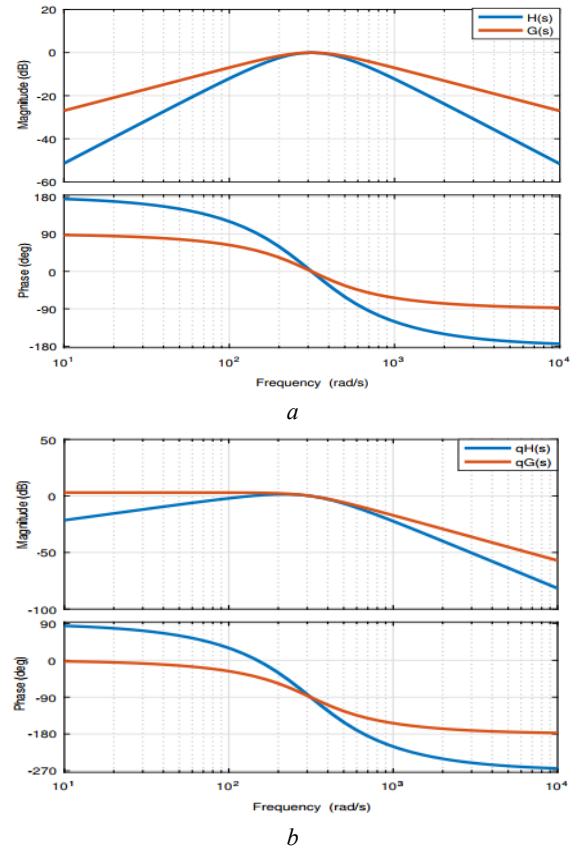 20
0
-20
-40
-60
Magnitude (dB)
H(s)
G(s)
180
90
0
-90
-180
Phase (deg)
10¹ 10² 10³ 10⁴
Frequency (rad/s)
a
50
0
-50
-100
Magnitude (dB)
qH(s)
qG(s)
90
0
-90
-180
-270
Phase (deg)
10¹ 10² 10³ 10⁴
Frequency (rad/s)
b